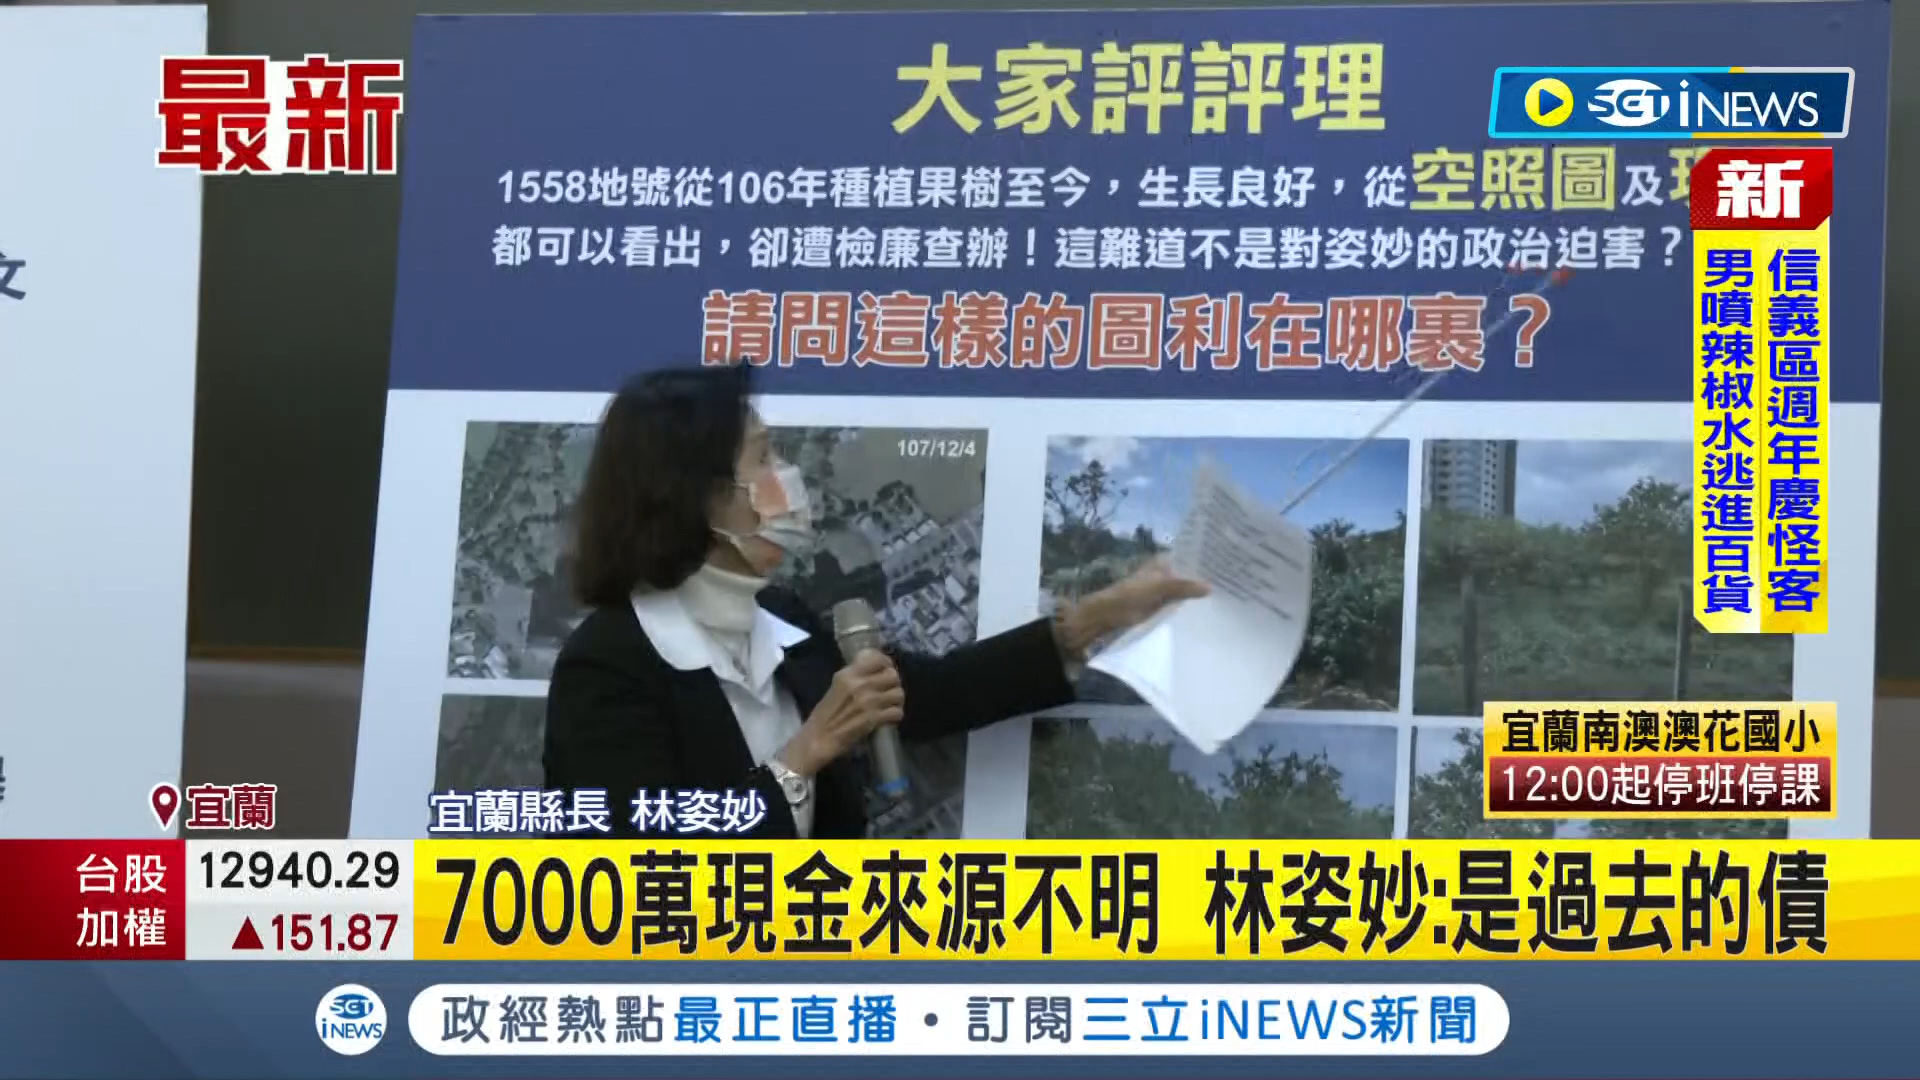 最新
大家評評理
1558地號從106年種植果樹至今，生長良好，從空照圖及
都可以看出，卻遭檢廉查辦！這難道不是對姿妙的政治迫害？
請問這樣的圖利在哪裏？
107/12/4
文
SET iNEWS
新
信義區週年慶怪客
男噴辣椒水逃進百貨
宜蘭南澳澳花國小
12:00起停班停課
宜蘭
宜蘭縣長 林姿妙
台股
加權
12940.29
▲151.87
7000萬現金來源不明 林姿妙:是過去的債
SET
iNEWS
政經熱點最正直播・訂閱三立iNEWS新聞